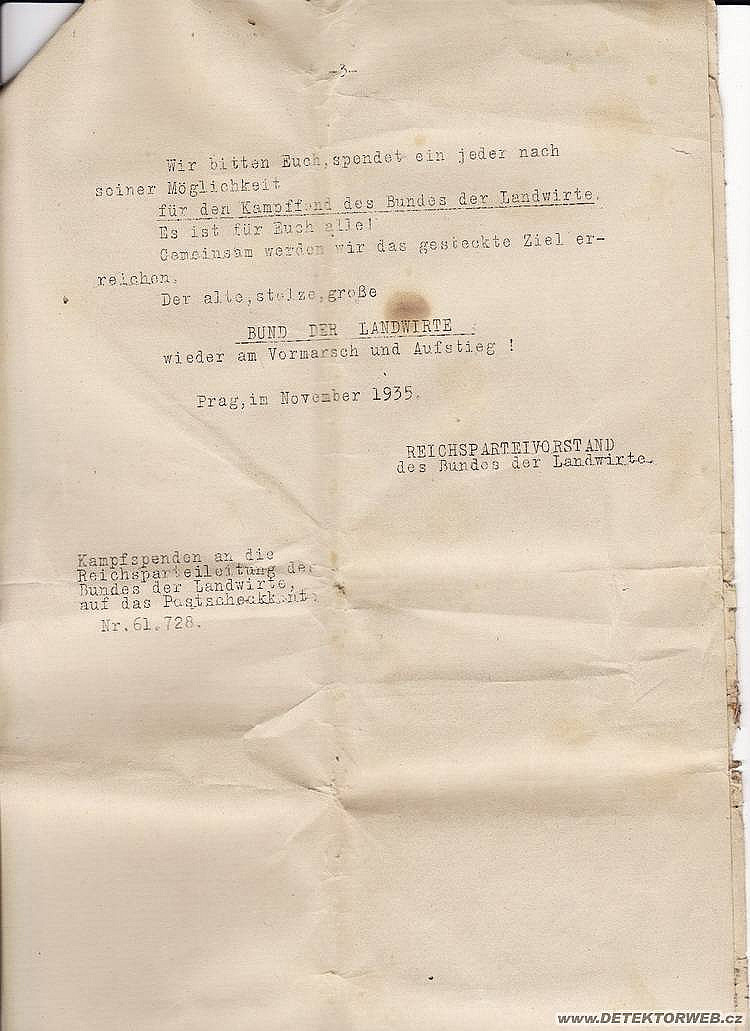 -3-
Wir bitten Euch,spendet ein jeder nach
seiner Möglichkeit
für den Kampffond des Bundes der Landwirte.
Es ist für Euch alle!
Gemeinsam werden wir das gesteckte Ziel er-
reichen.
Der alte,stolze,große
BUND DER LANDWIRTE
wieder am Vormarsch und Aufstieg !
Prag,im November 1935.
REICHSPARTEIVORSTAND
des Bundes der Landwirte.
Kampfspenden an die
Reichsparteileitung des
Bundes der Landwirte,
auf das Postscheckkonto
Nr.61.728.
www.DETEKTORWEB.cz